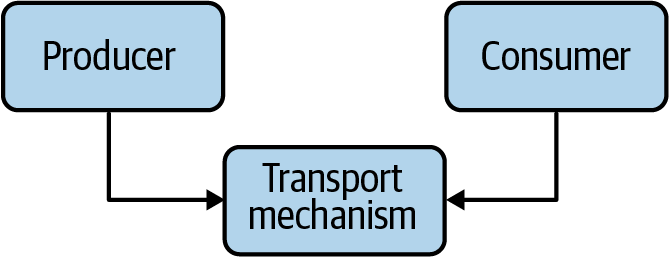 Producer
Consumer
Transport
mechanism